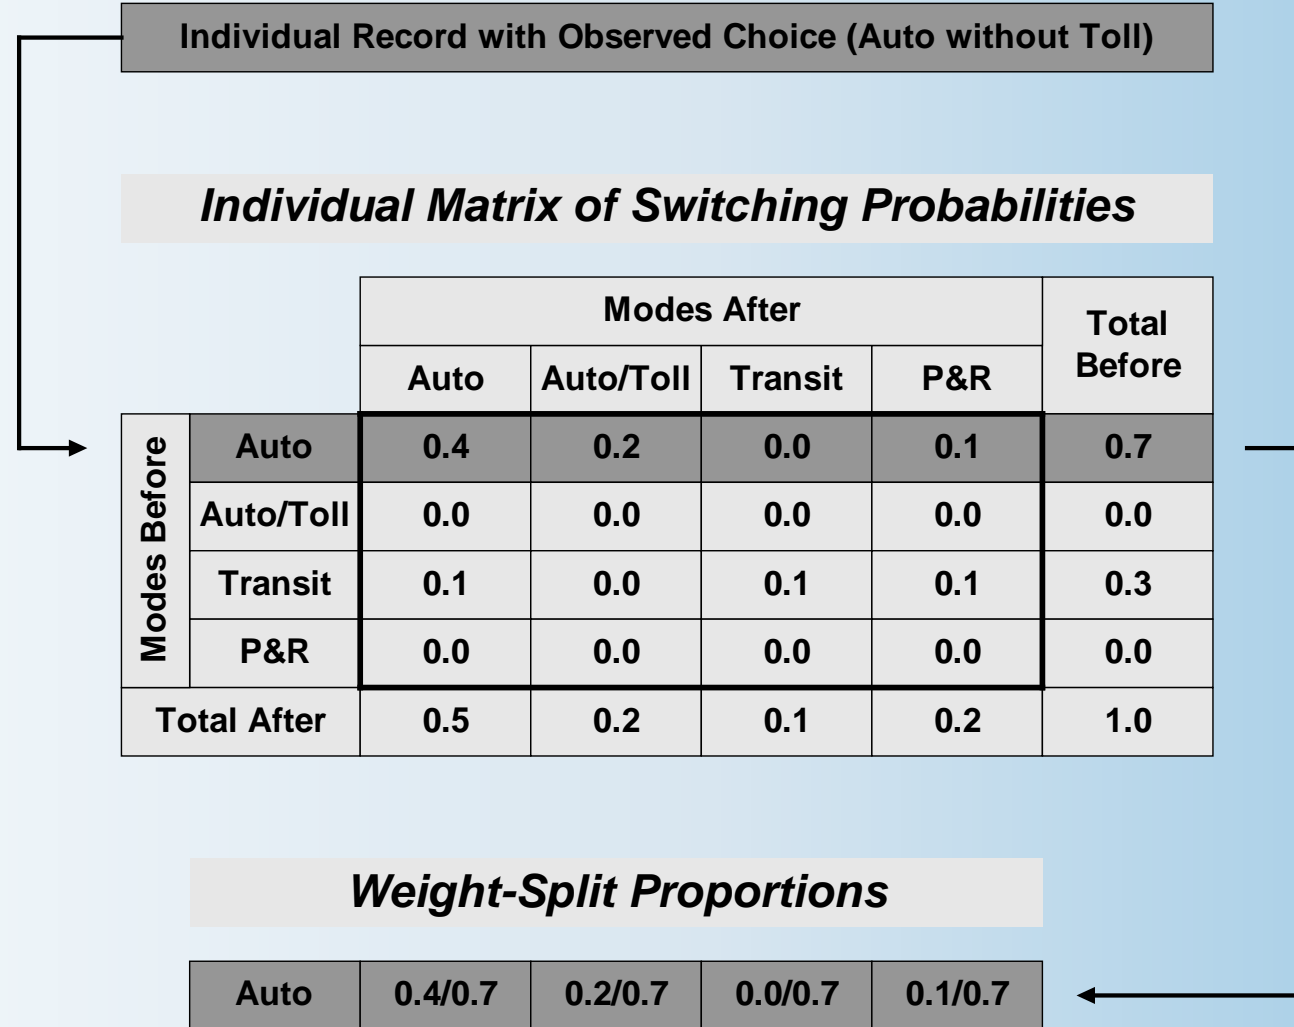 Individual Record with Observed Choice (Auto without Toll)
Individual Matrix of Switching Probabilities
Modes After
Total
Before
Auto Auto/Toll Transit P&R
Modes Before
Auto 0.4 0.2 0.0 0.1 0.7
Auto/Toll 0.0 0.0 0.0 0.0 0.0
Transit 0.1 0.0 0.1 0.1 0.3
P&R 0.0 0.0 0.0 0.0 0.0
Total After 0.5 0.2 0.1 0.2 1.0
Weight-Split Proportions
Auto 0.4/0.7 0.2/0.7 0.0/0.7 0.1/0.7